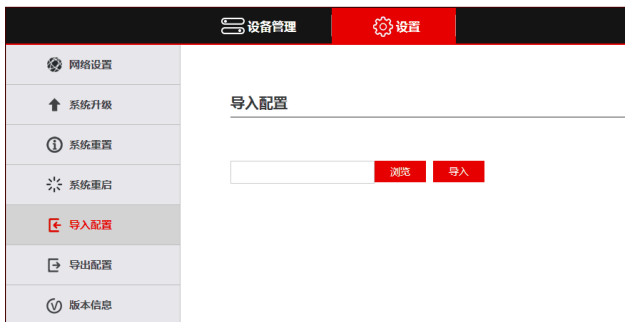 设备管理
设置
网络设置
系统升级
系统重置
系统重启
导入配置
导出配置
版本信息
导入配置
浏览
导入